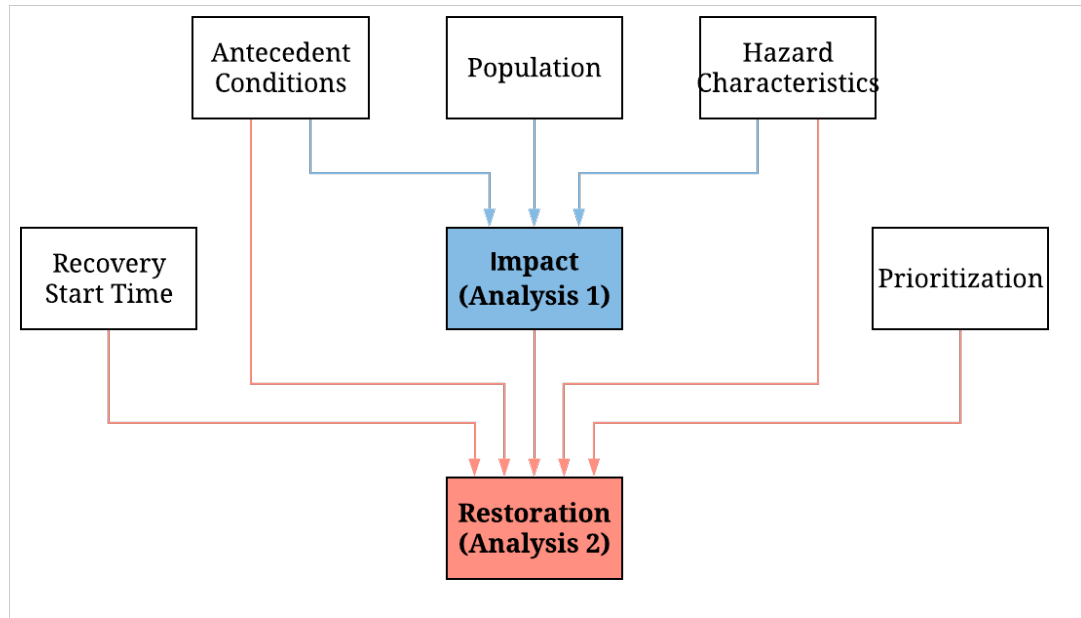 Antecedent
Conditions
Population
Hazard
Characteristics
Recovery
Start Time
Impact
(Analysis 1)
Prioritization
Restoration
(Analysis 2)